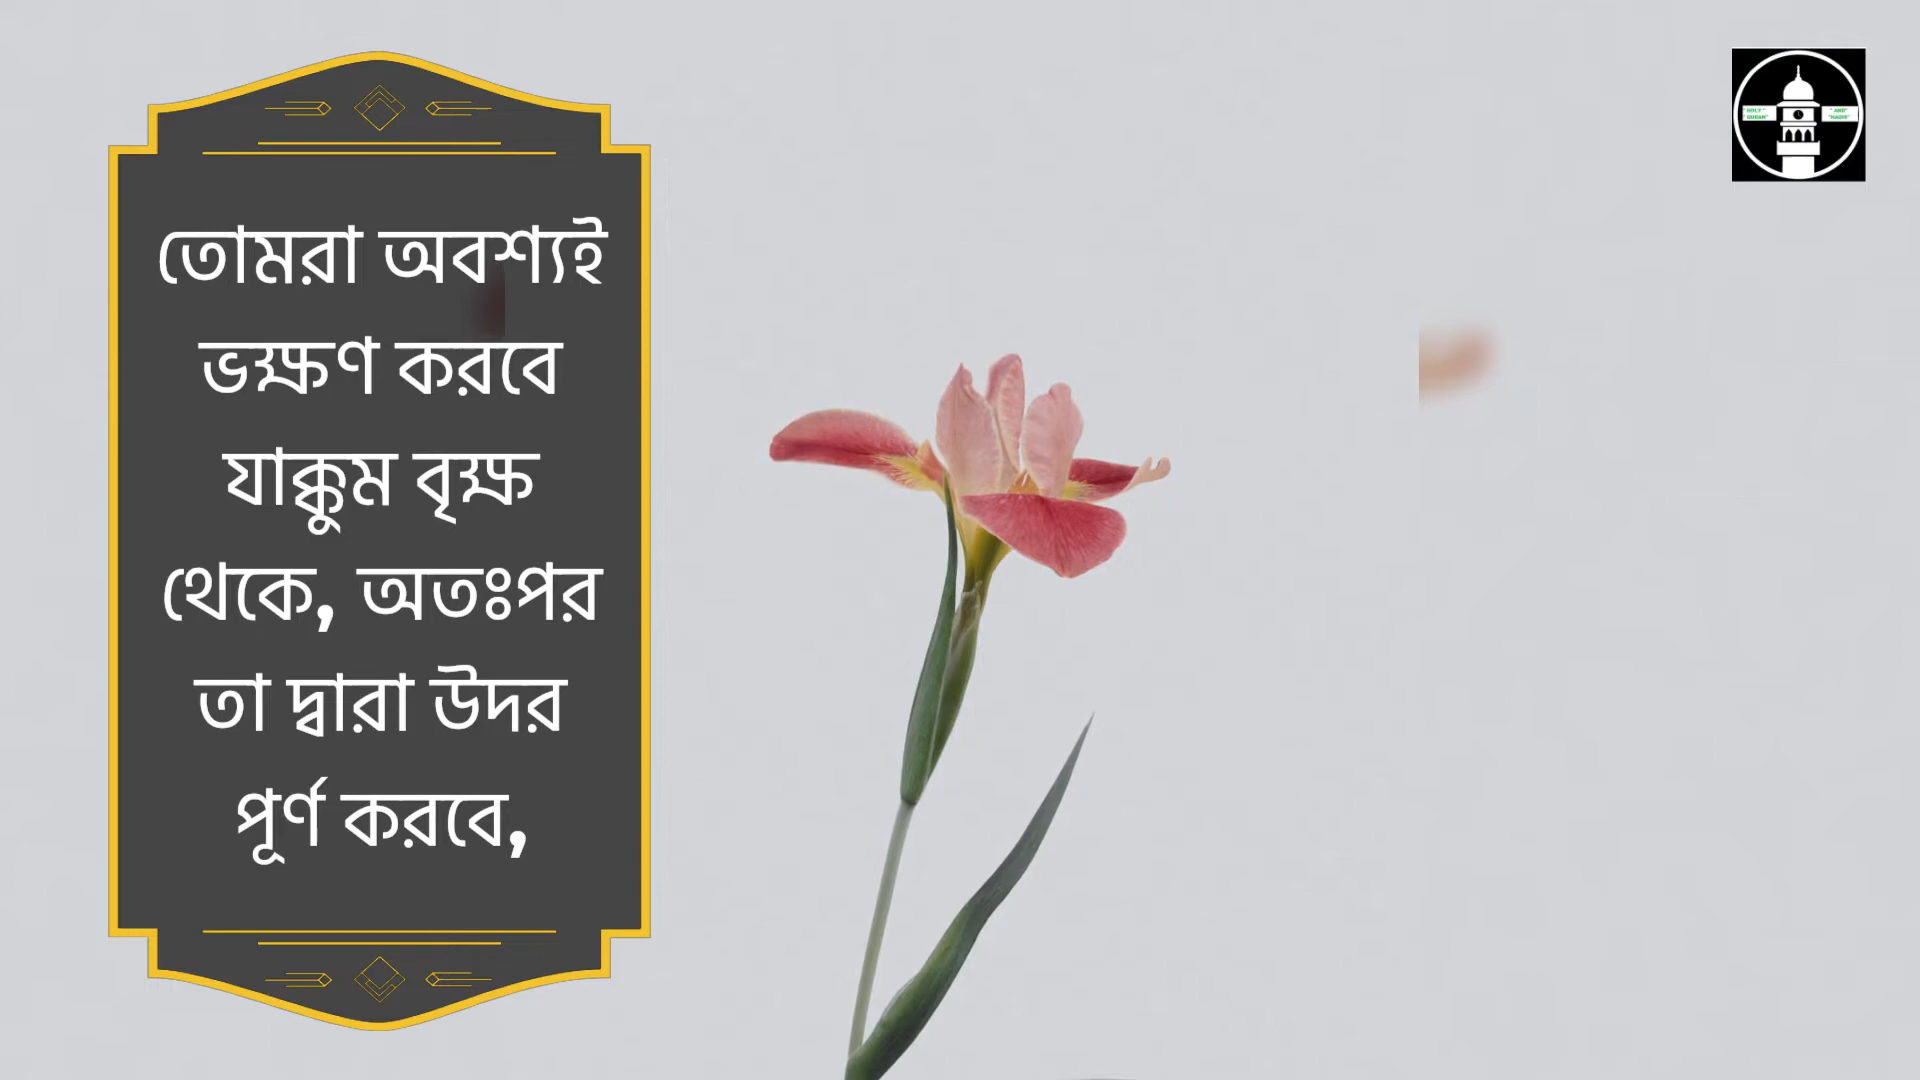 তোমরা অবশ্যই
ভক্ষণ করবে
যাক্কুম বৃক্ষ
থেকে, অতঃপর
তা দ্বারা উদর
পূর্ণ করবে,